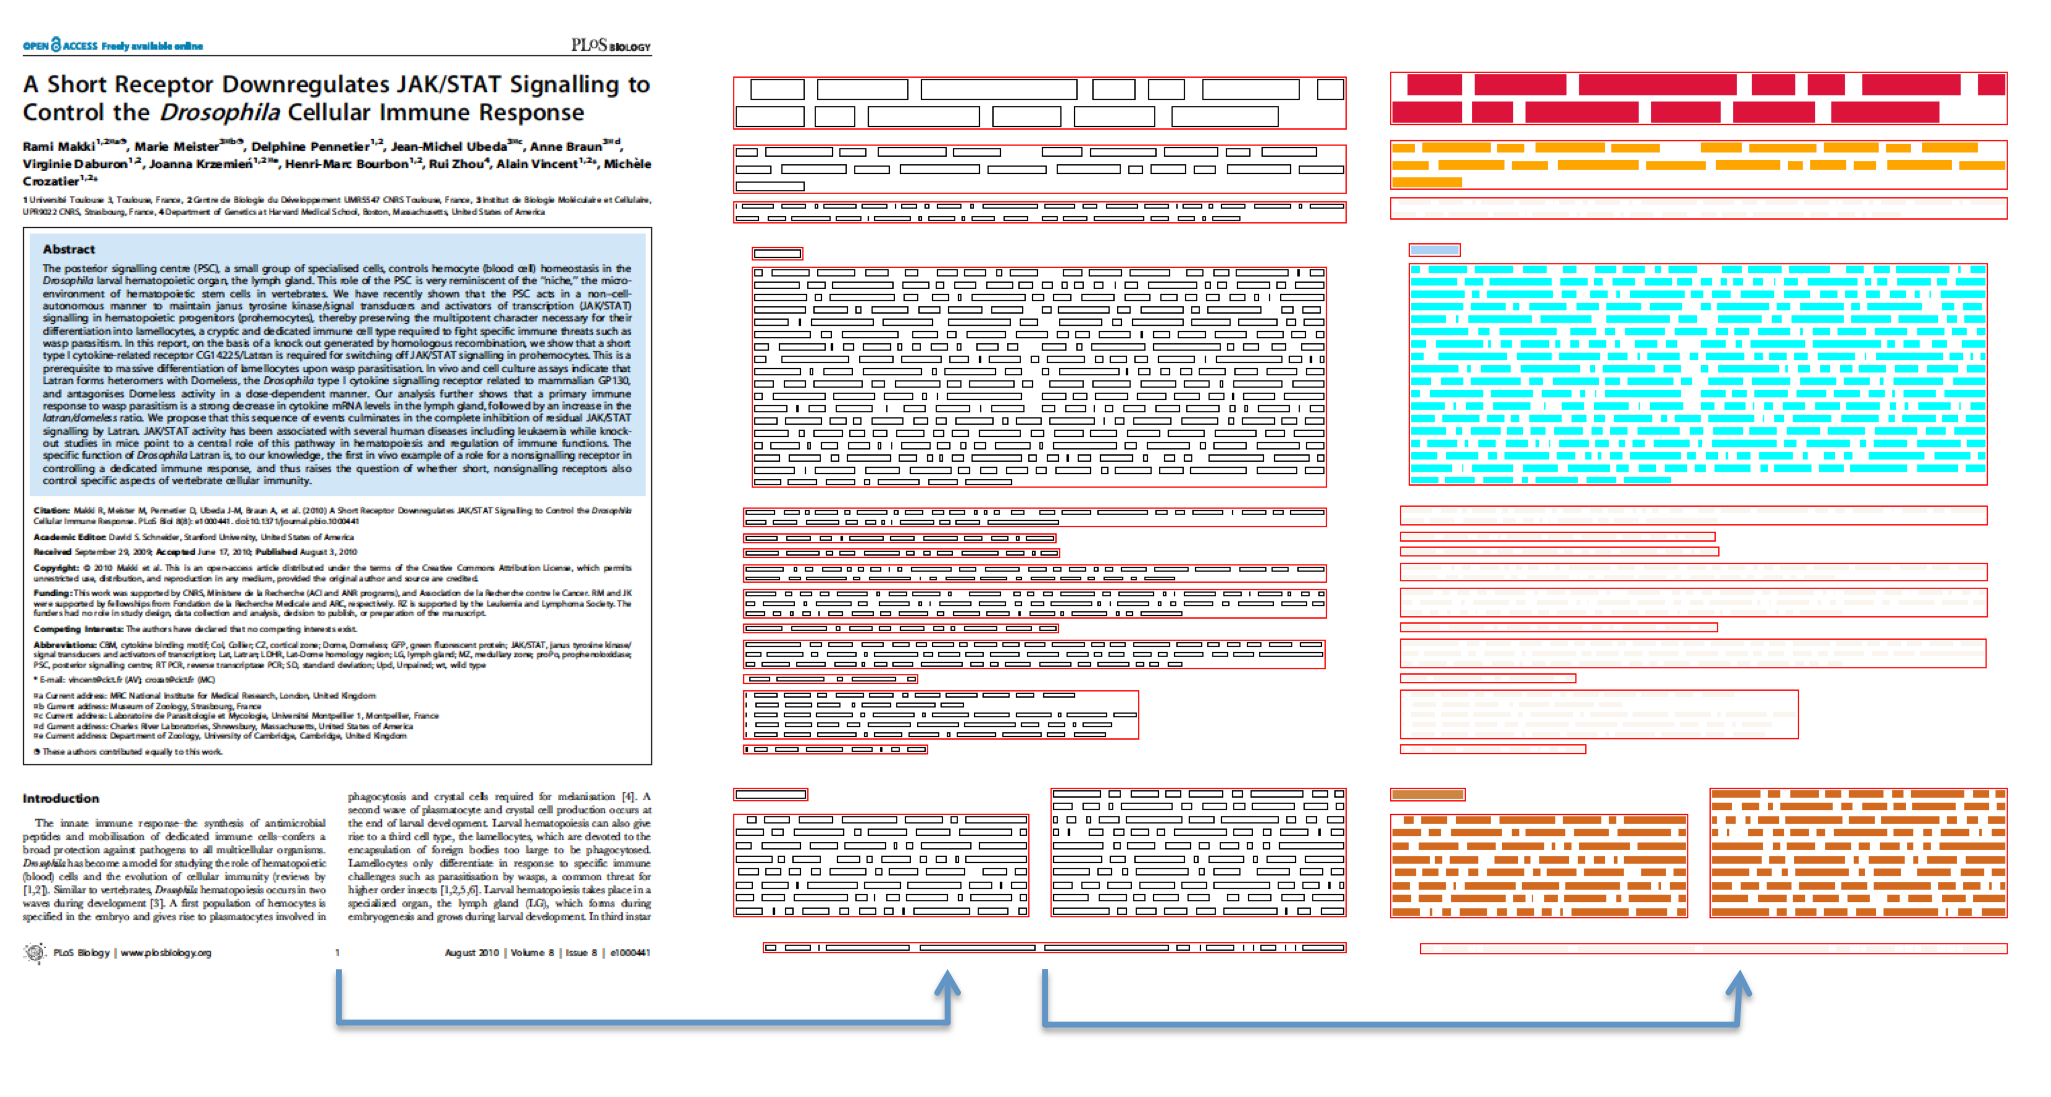 OPEN ACCESS Freely available online
PLoS BIOLOGY
A Short Receptor Downregulates JAK/STAT Signalling to
Control the Drosophila Cellular Immune Response
Rami Makki1,2¤a☯, Marie Meister3¤b☯, Delphine Pennetier1,2, Jean-Michel Ubeda3¤c, Anne Braun3¤d,
Virginie Daburon1,2, Joanna Krzemień1,2¤e, Henri-Marc Bourbon1,2, Rui Zhou4, Alain Vincent1,2*, Michèle
Crozatier1,2*
1 Université Toulouse 3, Toulouse, France, 2 Centre de Biologie du Développement UMR5547 CNRS Toulouse, France, 3 Institut de Biologie Moléculaire et Cellulaire,
UPR9022 CNRS, Strasbourg, France, 4 Department of Genetics at Harvard Medical School, Boston, Massachusetts, United States of America
Abstract
The posterior signalling centre (PSC), a small group of specialised cells, controls hemocyte (blood cell) homeostasis in the
Drosophila larval hematopoietic organ, the lymph gland. This role of the PSC is very reminiscent of the "niche," the micro-
environment of hematopoietic stem cells in vertebrates. We have recently shown that the PSC acts in a non-cell-
autonomous manner to maintain janus tyrosine kinase/signal transducers and activators of transcription (JAK/STAT)
signalling in hematopoietic progenitors (prohemocytes), thereby preserving the multipotent character necessary for their
differentiation into lamellocytes, a cryptic and dedicated immune cell type required to fight specific immune threats such as
wasp parasitism. In this report, on the basis of a knock out generated by homologous recombination, we show that a short
type I cytokine-related receptor CG14225/Latran is required for switching off JAK/STAT signalling in prohemocytes. This is a
prerequisite to massive differentiation of lamellocytes upon wasp parasitisation. In vivo and cell culture assays indicate that
Latran forms heteromers with Domeless, the Drosophila type I cytokine signalling receptor related to mammalian GP130,
and antagonises Domeless activity in a dose-dependent manner. Our analysis further shows that a primary immune
response to wasp parasitism is a strong decrease in cytokine mRNA levels in the lymph gland, followed by an increase in the
latran/domeless ratio. We propose that this sequence of events culminates in the complete inhibition of residual JAK/STAT
signalling by Latran. JAK/STAT activity has been associated with several human diseases including leukaemia while knock-
out studies in mice point to a central role of this pathway in hematopoiesis and regulation of immune functions. The
specific function of Drosophila Latran is, to our knowledge, the first in vivo example of a role for a nonsignalling receptor in
controlling a dedicated immune response, and thus raises the question of whether short, nonsignalling receptors also
control specific aspects of vertebrate cellular immunity.
Citation: Makki R, Meister M, Pennetier D, Ubeda J-M, Braun A, et al. (2010) A Short Receptor Downregulates JAK/STAT Signalling to Control the Drosophila
Cellular Immune Response. PLoS Biol 8(8): e1000441. doi:10.1371/journal.pbio.1000441
Academic Editor: David S. Schneider, Stanford University, United States of America
Received September 29, 2009; Accepted June 17, 2010; Published August 3, 2010
Copyright: © 2010 Makki et al. This is an open-access article distributed under the terms of the Creative Commons Attribution License, which permits
unrestricted use, distribution, and reproduction in any medium, provided the original author and source are credited.
Funding: This work was supported by CNRS, Ministere de la Recherche (ACI and ANR programs), and Association de la Recherche contre le Cancer. RM and JK
were supported by fellowships from Fondation de la Recherche Medicale and ARC, respectively. RZ is supported by the Leukemia and Lymphoma Society. The
funders had no role in study design, data collection and analysis, decision to publish, or preparation of the manuscript.
Competing Interests: The authors have declared that no competing interests exist.
Abbreviations: CBM, cytokine binding motif; Col, Collier; CZ, cortical zone; Dome, Domeless; GFP, green fluorescent protein; JAK/STAT, janus tyrosine kinase/
signal transducers and activators of transcription; Lat, Latran; LDHR, Lat-Dome homology region; LG, lymph gland; MZ, medullary zone; proPo, prophenoloxidase;
PSC, posterior signalling centre; RT PCR, reverse transcriptase PCR; SD, standard deviation; Upd, Unpaired; wt, wild type
* E-mail: vincent@cict.fr (AV); crozat@cict.fr (MC)
¤a Current address: MRC National Institute for Medical Research, London, United Kingdom
¤b Current address: Museum of Zoology, Strasbourg, France
¤c Current address: Laboratoire de Parasitologie et Mycologie, Université Montpellier 1, Montpellier, France
¤d Current address: Charles River Laboratories, Shrewsbury, Massachusetts, United States of America
¤e Current address: Department of Zoology, University of Cambridge, Cambridge, United Kingdom
☯ These authors contributed equally to this work.
Introduction
The innate immune response–the synthesis of antimicrobial
peptides and mobilisation of dedicated immune cells–confers a
broad protection against pathogens to all multicellular organisms.
Drosophila has become a model for studying the role of hematopoietic
(blood) cells and the evolution of cellular immunity (reviews by
[1,2]). Similar to vertebrates, Drosophila hematopoiesis occurs in two
waves during development [3]. A first population of hemocytes is
specified in the embryo and gives rise to plasmatocytes involved in
phagocytosis and crystal cells required for melanisation [4]. A
second wave of plasmatocyte and crystal cell production occurs at
the end of larval development. Larval hematopoiesis can also give
rise to a third cell type, the lamellocytes, which are devoted to the
encapsulation of foreign bodies too large to be phagocytosed.
Lamellocytes only differentiate in response to specific immune
challenges such as parasitisation by wasps, a common threat for
higher order insects [1,2,5,6]. Larval hematopoiesis takes place in a
specialised organ, the lymph gland (LG), which forms during
embryogenesis and grows during larval development. In third instar
PLoS Biology | www.plosbiology.org
1
August 2010 | Volume 8 | Issue 8 | e1000441